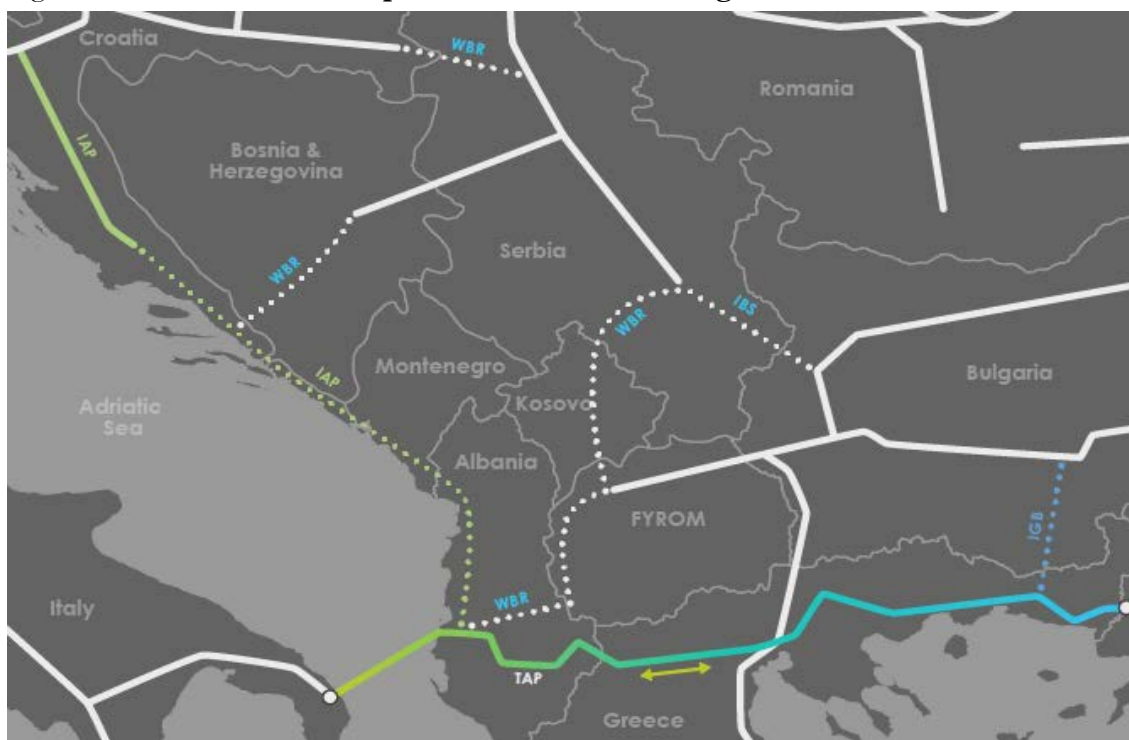 Croatia
WBR
Romania
IAP
Bosnia &
Herzegovina
Serbia
WBR
IBS
WBR
IAP
Montenegro
Bulgaria
Kosovo
Adriatic
Sea
Albania
FYROM
IGB
WBR
Italy
TAP
Greece